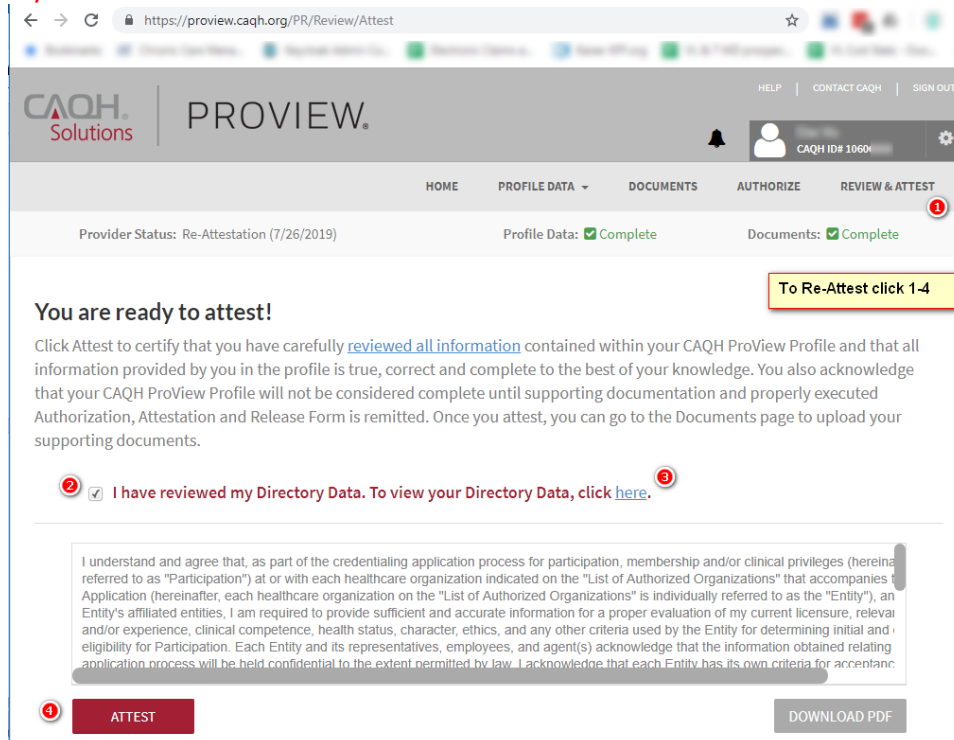 https://proview.caqh.org/PR/Review/Attest
HELP | CONTACT CAQH | SIGN OUT
CAQH.
Solutions
PROVIEW®
CAQH ID# 1060
HOME PROFILE DATA DOCUMENTS AUTHORIZE REVIEW & ATTEST
1
Provider Status: Re-Attestation (7/26/2019) Profile Data: Complete Documents: Complete
To Re-Attest click 1-4
You are ready to attest!
Click Attest to certify that you have carefully reviewed all information contained within your CAQH ProView Profile and that all
information provided by you in the profile is true, correct and complete to the best of your knowledge. You also acknowledge
that your CAQH ProView Profile will not be considered complete until supporting documentation and properly executed
Authorization, Attestation and Release Form is remitted. Once you attest, you can go to the Documents page to upload your
supporting documents.
2 I have reviewed my Directory Data. To view your Directory Data, click here. 3
I understand and agree that, as part of the credentialing application process for participation, membership and/or clinical privileges (hereina
referred to as "Participation") at or with each healthcare organization indicated on the "List of Authorized Organizations" that accompanies t
Application (hereinafter, each healthcare organization on the "List of Authorized Organizations" is individually referred to as the "Entity"), an
Entity's affiliated entities, I am required to provide sufficient and accurate information for a proper evaluation of my current licensure, relevan
and/or experience, clinical competence, health status, character, ethics, and any other criteria used by the Entity for determining initial and
eligibility for Participation. Each Entity and its representatives, employees, and agent(s) acknowledge that the information obtained relating
application process will be held confidential to the extent permitted by law. I acknowledge that each Entity has its own criteria for acceptanc
4 ATTEST DOWNLOAD PDF